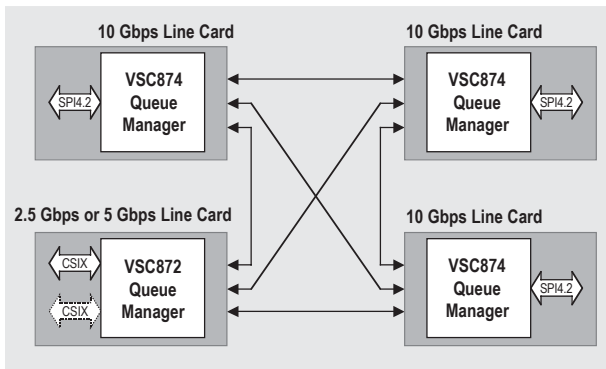 10 Gbps Line Card
10 Gbps Line Card
SPI4.2
VSC874
Queue
Manager
VSC874
Queue
Manager
SPI4.2
2.5 Gbps or 5 Gbps Line Card
10 Gbps Line Card
CSIX
CSIX
VSC872
Queue
Manager
VSC874
Queue
Manager
SPI4.2